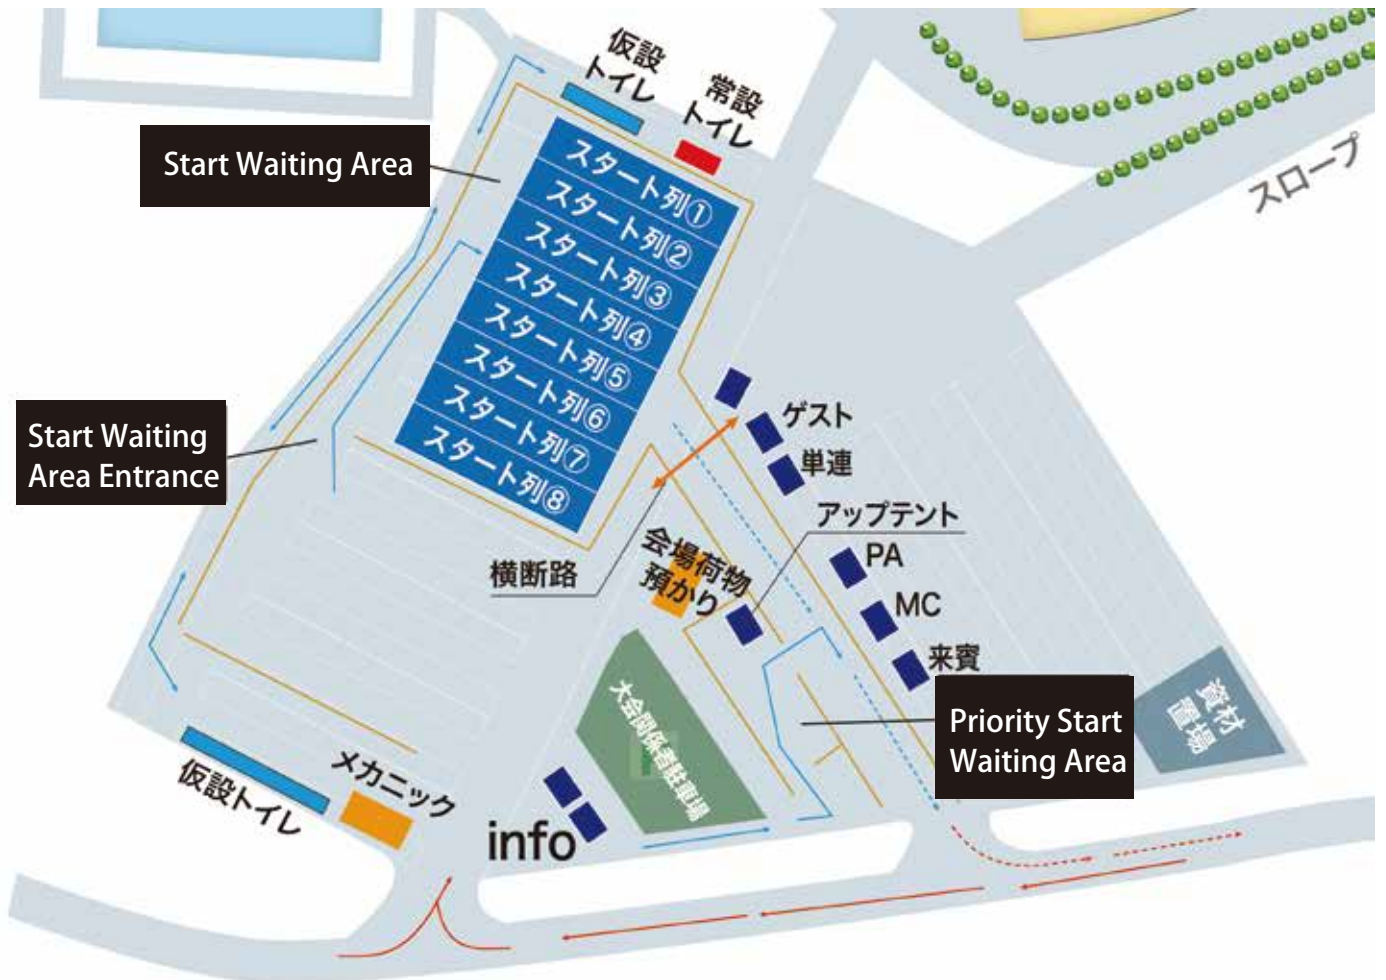 仮設
トイレ
常設
トイレ
Start Waiting Area
スタート列①
スタート列②
スタート列③
スタート列④
スタート列⑤
スタート列⑥
スタート列⑦
スタート列⑧
スロープ
Start Waiting
Area Entrance
ゲスト
単連
アップテント
横断路
会場荷物
預かり
PA
MC
来賓
Priority Start
Waiting Area
資材
置場
大会関係者駐車場
P
仮設トイレ
メカニック
info